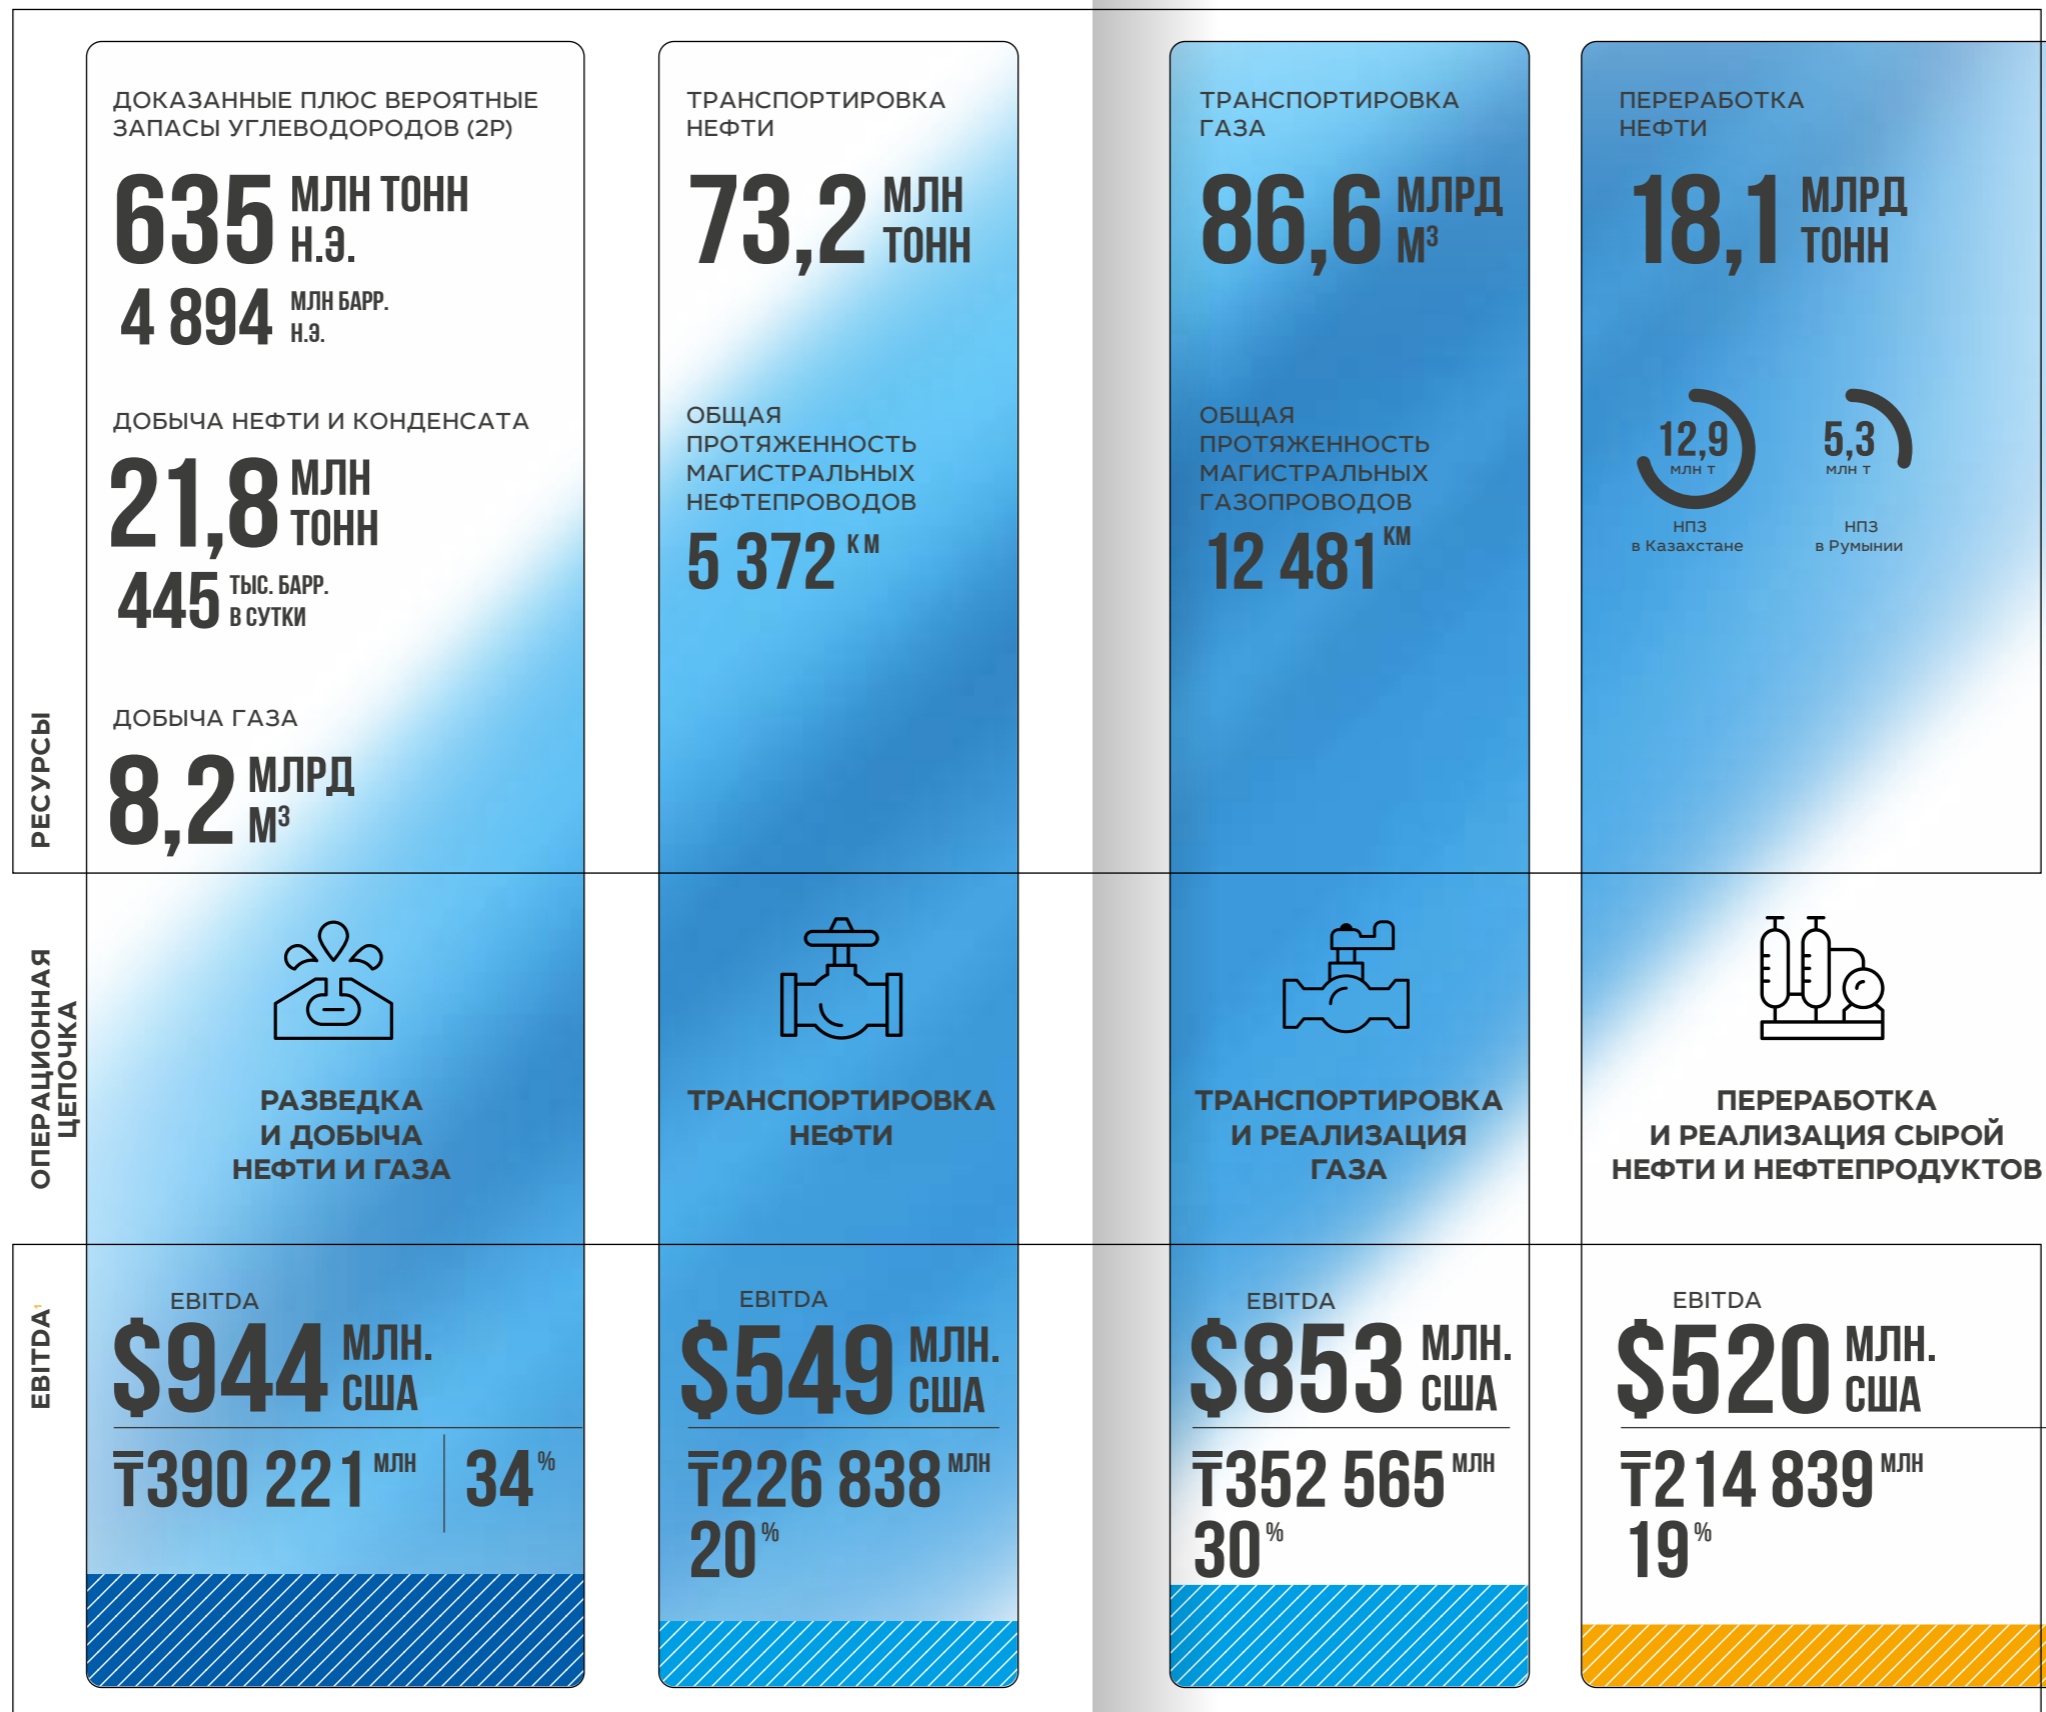 РЕСУРСЫ
ДОКАЗАННЫЕ ПЛЮС ВЕРОЯТНЫЕ
ЗАПАСЫ УГЛЕВОДОРОДОВ (2P)
635 МЛН ТОНН
Н.Э.
4 894 МЛН БАРР.
Н.Э.
ДОБЫЧА НЕФТИ И КОНДЕНСАТА
21,8 МЛН
ТОНН
445 ТЫС. БАРР.
В СУТКИ
ДОБЫЧА ГАЗА
8,2 МЛРД
М³
ТРАНСПОРТИРОВКА
НЕФТИ
73,2 МЛН
ТОНН
ОБЩАЯ
ПРОТЯЖЕННОСТЬ
МАГИСТРАЛЬНЫХ
НЕФТЕПРОВОДОВ
5 372 КМ
ТРАНСПОРТИРОВКА
ГАЗА
86,6 МЛРД
М³
ОБЩАЯ
ПРОТЯЖЕННОСТЬ
МАГИСТРАЛЬНЫХ
ГАЗОПРОВОДОВ
12 481 КМ
ПЕРЕРАБОТКА
НЕФТИ
18,1 МЛРД
ТОНН
12,9
млн т
НПЗ
в Казахстане
5,3
млн т
НПЗ
в Румынии
ОПЕРАЦИОННАЯ
ЦЕПОЧКА
РАЗВЕДКА
И ДОБЫЧА
НЕФТИ И ГАЗА
ТРАНСПОРТИРОВКА
НЕФТИ
ТРАНСПОРТИРОВКА
И РЕАЛИЗАЦИЯ
ГАЗА
ПЕРЕРАБОТКА
И РЕАЛИЗАЦИЯ СЫРОЙ
НЕФТИ И НЕФТЕПРОДУКТОВ
EBITDA¹
EBITDA
$944 МЛН.
США
₸390 221 МЛН 34%
EBITDA
$549 МЛН.
США
₸226 838 МЛН
20%
EBITDA
$853 МЛН.
США
₸352 565 МЛН
30%
EBITDA
$520 МЛН.
США
₸214 839 МЛН
19%